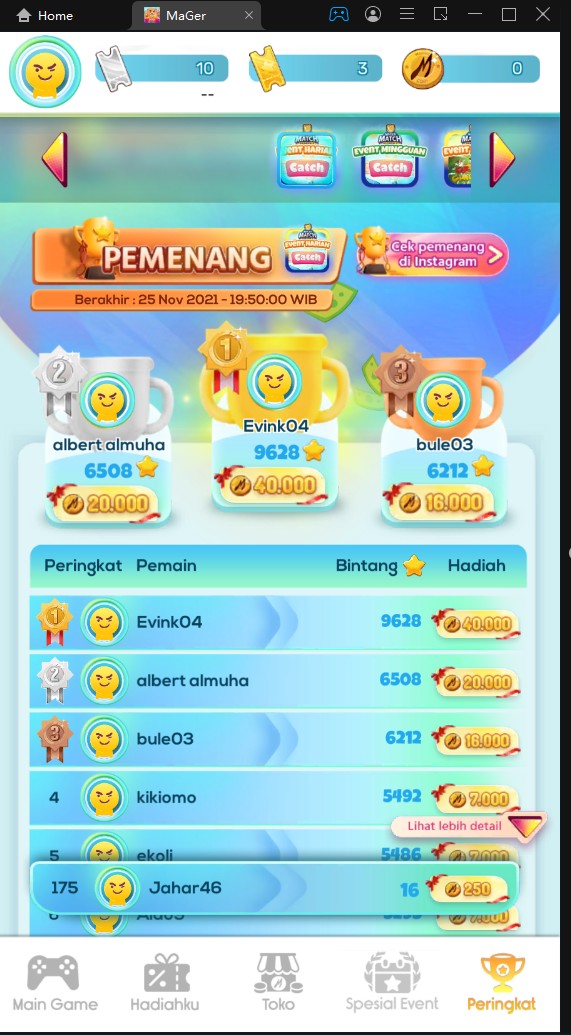 Home
MaGer
10
3
0
--
MATCH
EVENT HARIAN
Catch
MATCH
EVENT MINGGUAN
Catch
PEMENANG
MATCH
EVENT HARIAN
Catch
Cek pemenang
di Instagram
Berakhir : 25 Nov 2021 - 19:50:00 WIB
2
albert almuha
6508
20.000
1
Evink04
9628
40.000
3
bule03
6212
16.000
Peringkat Pemain Bintang Hadiah
1 Evink04 9628 40.000
2 albert almuha 6508 20.000
3 bule03 6212 16.000
4 kikiomo 5492 7.000
Lihat lebih detail
5 ekoli 5486 7.000
175 Jahar46 16 250
7.000
Main Game
Hadiahku
Toko
Spesial Event
Peringkat